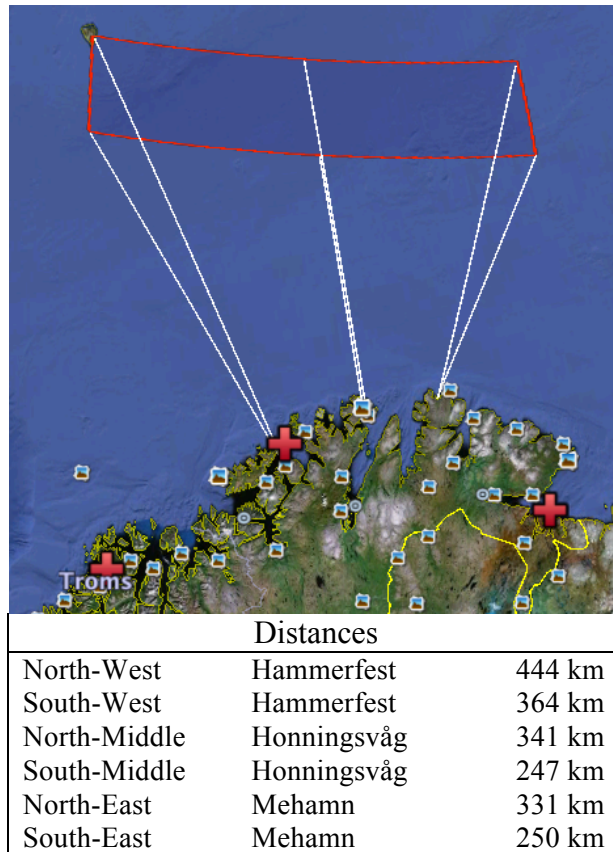 Troms
Distances
North-West Hammerfest 444 km
South-West Hammerfest 364 km
North-Middle Honningsvåg 341 km
South-Middle Honningsvåg 247 km
North-East Mehamn 331 km
South-East Mehamn 250 km